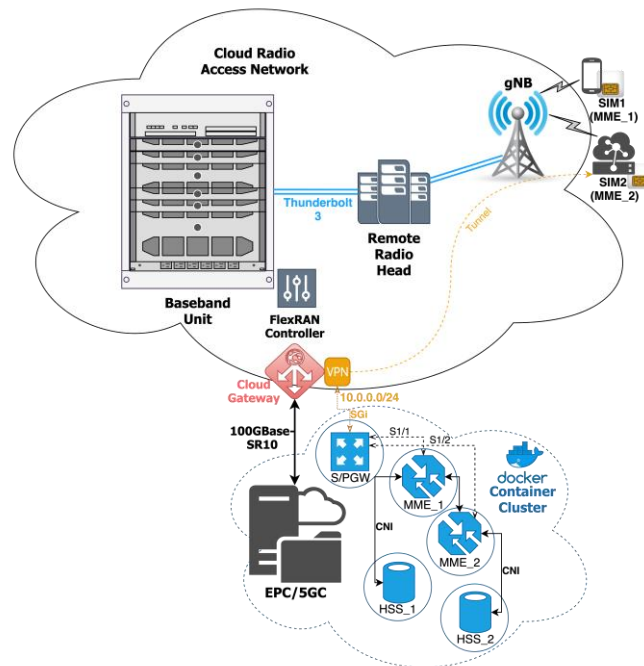 Cloud Radio
Access Network
gNB
SIM1
(MME_1)
SIM2
(MME_2)
Thunderbolt
3
Tunnel
Remote
Radio
Head
Baseband
Unit
FlexRAN
Controller
Cloud
Gateway
VPN
10.0.0.0/24
SGi
100GBase-
SR10
S1/1
S1/2
S/PGW
docker
Container
Cluster
MME_1
CNI
MME_2
CNI
EPC/5GC
HSS_1
HSS_2